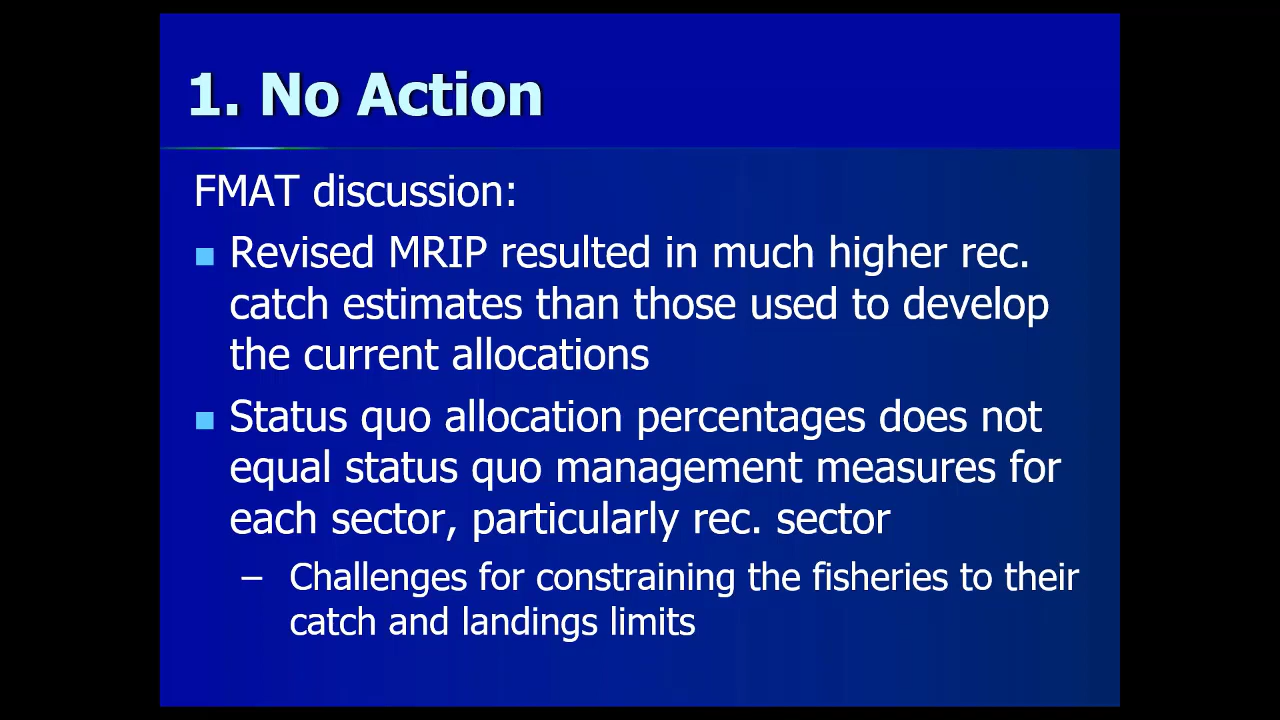 1. No Action
FMAT discussion:
Revised MRIP resulted in much higher rec.
catch estimates than those used to develop
the current allocations
Status quo allocation percentages does not
equal status quo management measures for
each sector, particularly rec. sector
– Challenges for constraining the fisheries to their
catch and landings limits